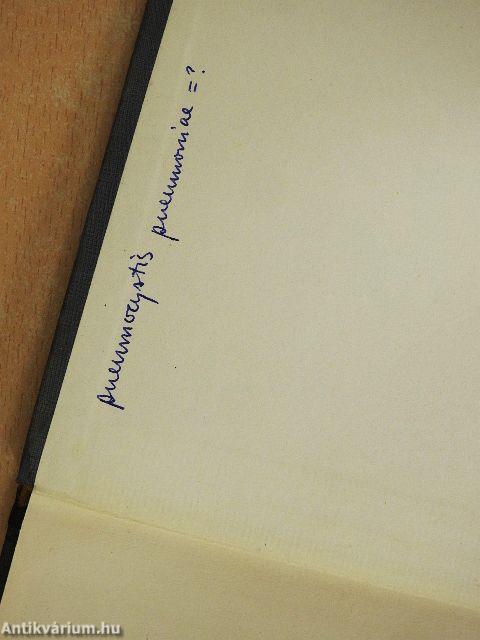 pneumocystis pneumoniae = ?
Antikvárium.hu